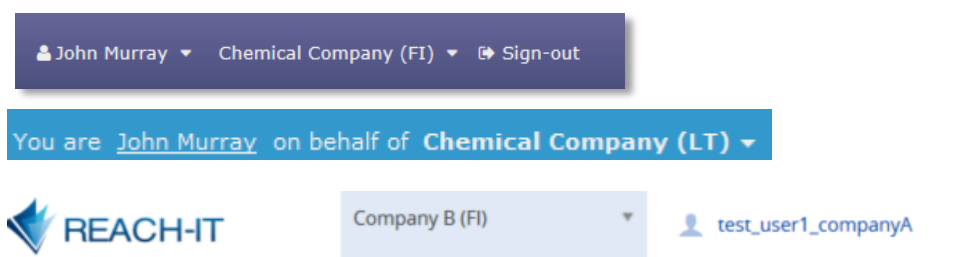 John Murray Chemical Company (FI) Sign-out
You are John Murray on behalf of Chemical Company (LT)
REACH-IT Company B (FI) test_user1_companyA